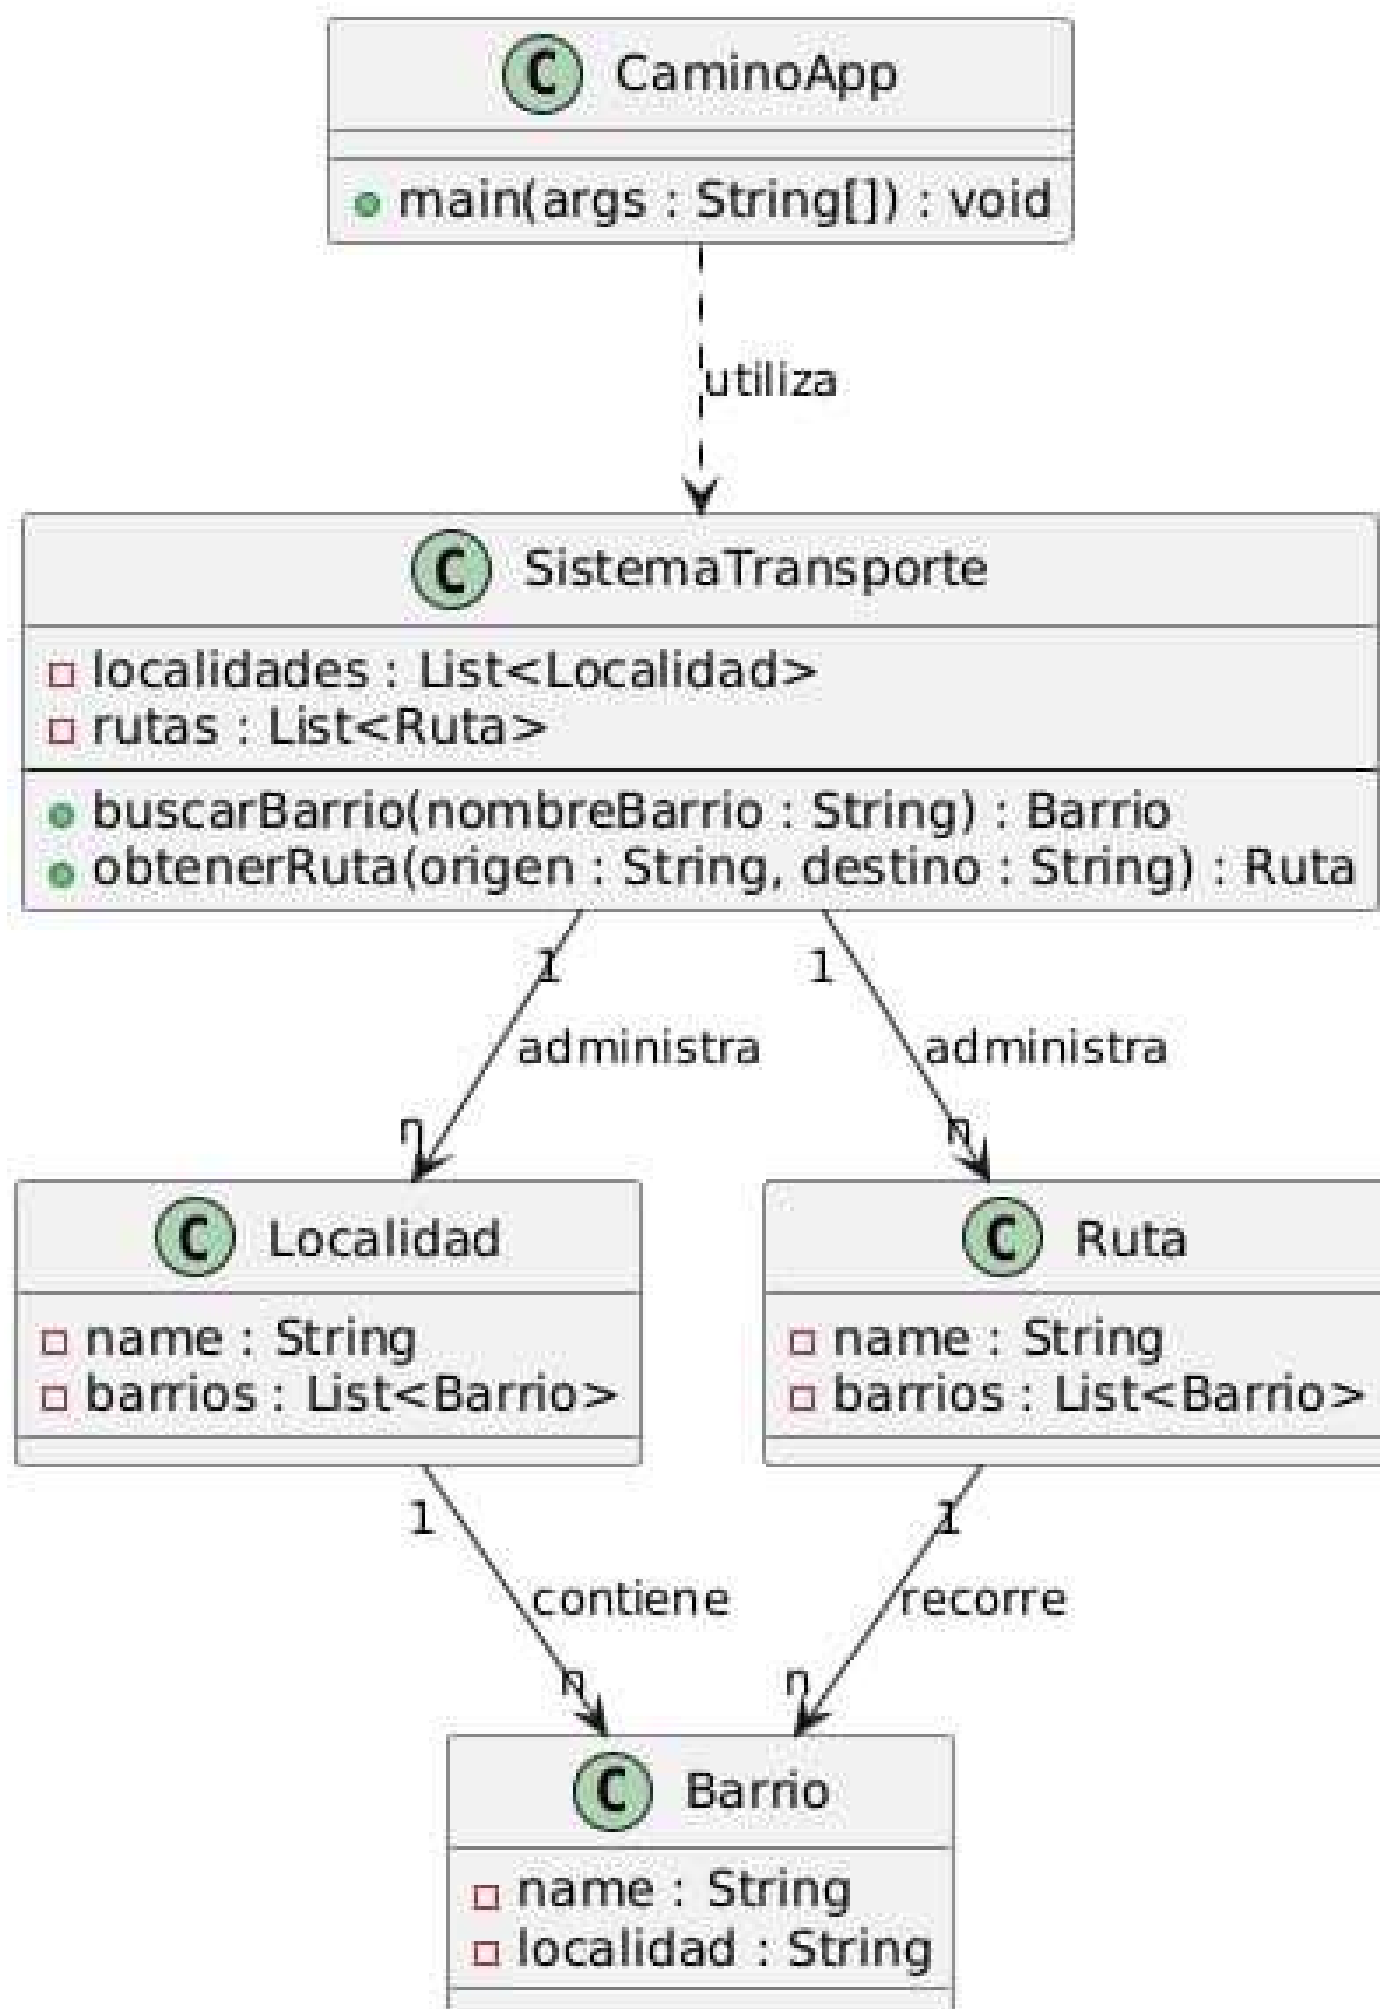 C CaminoApp
main(args : String[]) : void
utiliza
C SistemaTransporte
localidades : List<Localidad>
rutas : List<Ruta>
buscarBarrio(nombreBarrio : String) : Barrio
obtenerRuta(origen : String, destino : String) : Ruta
1
1
administra
administra
n
n
C Localidad
name : String
barrios : List<Barrio>
C Ruta
name : String
barrios : List<Barrio>
1
1
contiene
recorre
n
n
C Barrio
name : String
localidad : String